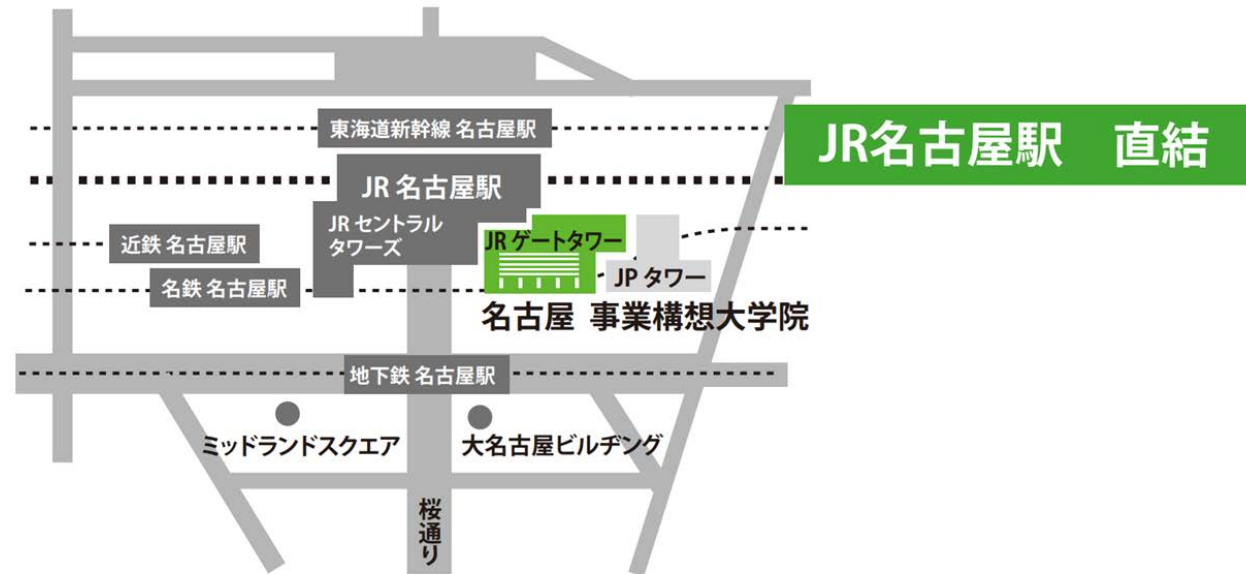 東海道新幹線 名古屋駅
JR名古屋駅　直結
JR 名古屋駅
JR セントラル
タワーズ
近鉄 名古屋駅
JR ゲートタワー
名鉄 名古屋駅
JP タワー
名古屋 事業構想大学院
地下鉄 名古屋駅
ミッドランドスクエア
大名古屋ビルヂング
桜通り